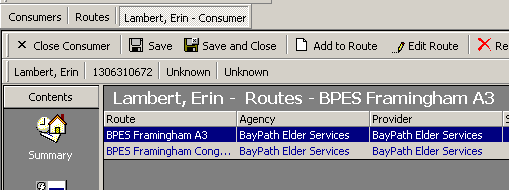 Consumers Routes Lambert, Erin - Consumer
Close Consumer Save Save and Close Add to Route Edit Route Re
Lambert, Erin 1306310672 Unknown Unknown
Contents Lambert, Erin - Routes - BPES Framingham A3
Route Agency Provider S
BPES Framingham A3 BayPath Elder Services BayPath Elder Services
BPES Framingham Cong... BayPath Elder Services BayPath Elder Services
Summary